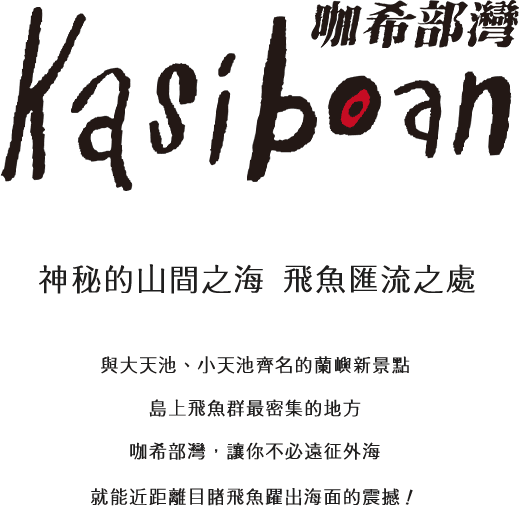 咖希部灣
Kasiboan
神秘的山間之海 飛魚匯流之處
與大天池、小天池齊名的蘭嶼新景點
島上飛魚群最密集的地方
咖希部灣，讓你不必遠征外海
就能近距離目睹飛魚躍出海面的震撼！